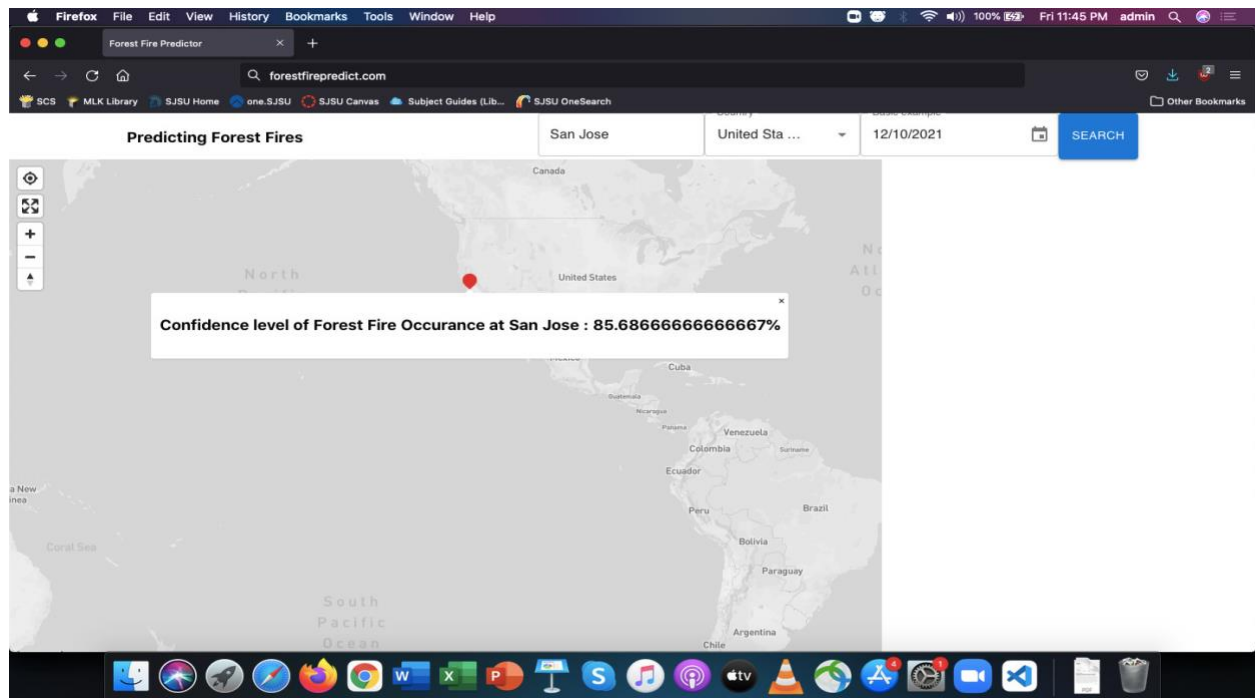 Firefox File Edit View History Bookmarks Tools Window Help 100% Fri 11:45 PM admin
Forest Fire Predictor
forestfirepredict.com
SCS MLK Library SJSU Home one.SJSU SJSU Canvas Subject Guides (Lib... SJSU OneSearch Other Bookmarks
Predicting Forest Fires San Jose United Sta ... 12/10/2021 SEARCH
Canada
North
United States
Confidence level of Forest Fire Occurance at San Jose : 85.68666666666667%
Cuba
Guatemala
Nicaragua
Panama
Venezuela
Colombia Suriname
Ecuador
a New
inea
Peru Brazil
Coral Sea
Bolivia
Paraguay
South
Pacific
Ocean
Argentina
Chile
W X P S tv